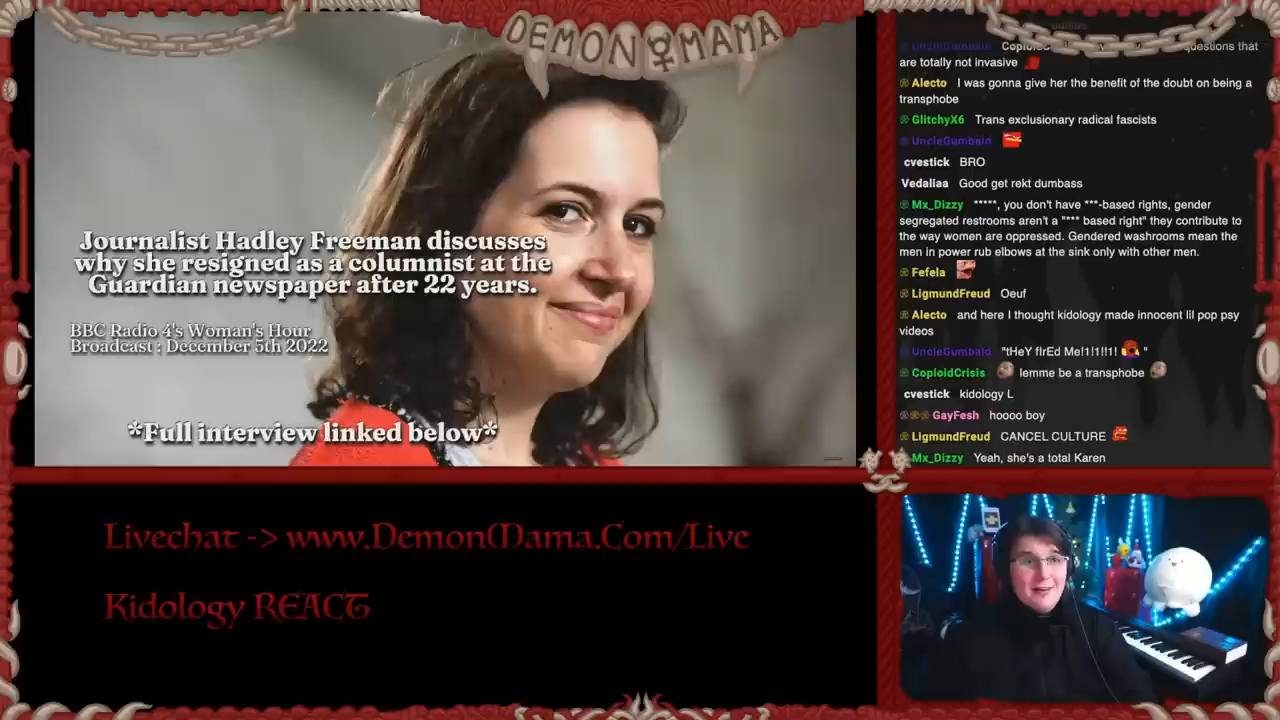 DEMON MAMA
Journalist Hadley Freeman discusses
why she resigned as a columnist at the
Guardian newspaper after 22 years.
BBC Radio 4's Woman's Hour
Broadcast : December 5th 2022
*Full interview linked below*
questions that
are totally not invasive
Alecto I was gonna give her the benefit of the doubt on being a
transphobe
GlitchyX6 Trans exclusionary radical fascists
UncleGumbald
cvestick BRO
Vedaliaa Good get rekt dumbass
Mx_Dizzy *****, you don't have ***-based rights, gender
segregated restrooms aren't a "*** based right" they contribute to
the way women are oppressed. Gendered washrooms mean the
men in power rub elbows at the sink only with other men.
Fefela
LigmundFreud Oeuf
Alecto and here I thought kidology made innocent lil pop psy
videos
UncleGumbald "tHeY fIrEd Me!1!1!!1! "
CopioidCrisis lemme be a transphobe
cvestick kidology L
GayFesh hoooo boy
LigmundFreud CANCEL CULTURE
Mx_Dizzy Yeah, she's a total Karen
Livechat -> www.DemonMama.Com/Live
Kidology REACT